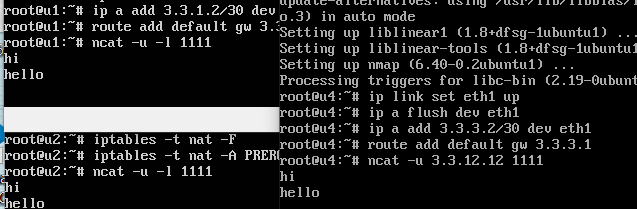 root@u1:~# ip a add 3.3.1.2/30 dev
root@u1:~# route add default gw 3.3
root@u1:~# ncat -u -l 1111
hi
hello
root@u2:~# iptables -t nat -F
root@u2:~# iptables -t nat -A PRERO
root@u2:~# ncat -u -l 1111
hi
hello
update-alternatives: using /usr/lib/libblas/
o.3) in auto mode
Setting up liblinear1 (1.8+dfsg-1ubuntu1) ...
Setting up liblinear-tools (1.8+dfsg-1ubuntu1)
Setting up nmap (6.40-0.2ubuntu1) ...
Processing triggers for libc-bin (2.19-0ubunt
root@u4:~# ip link set eth1 up
root@u4:~# ip a flush dev eth1
root@u4:~# ip a add 3.3.3.2/30 dev eth1
root@u4:~# route add default gw 3.3.3.1
root@u4:~# ncat -u 3.3.12.12 1111
hi
hello